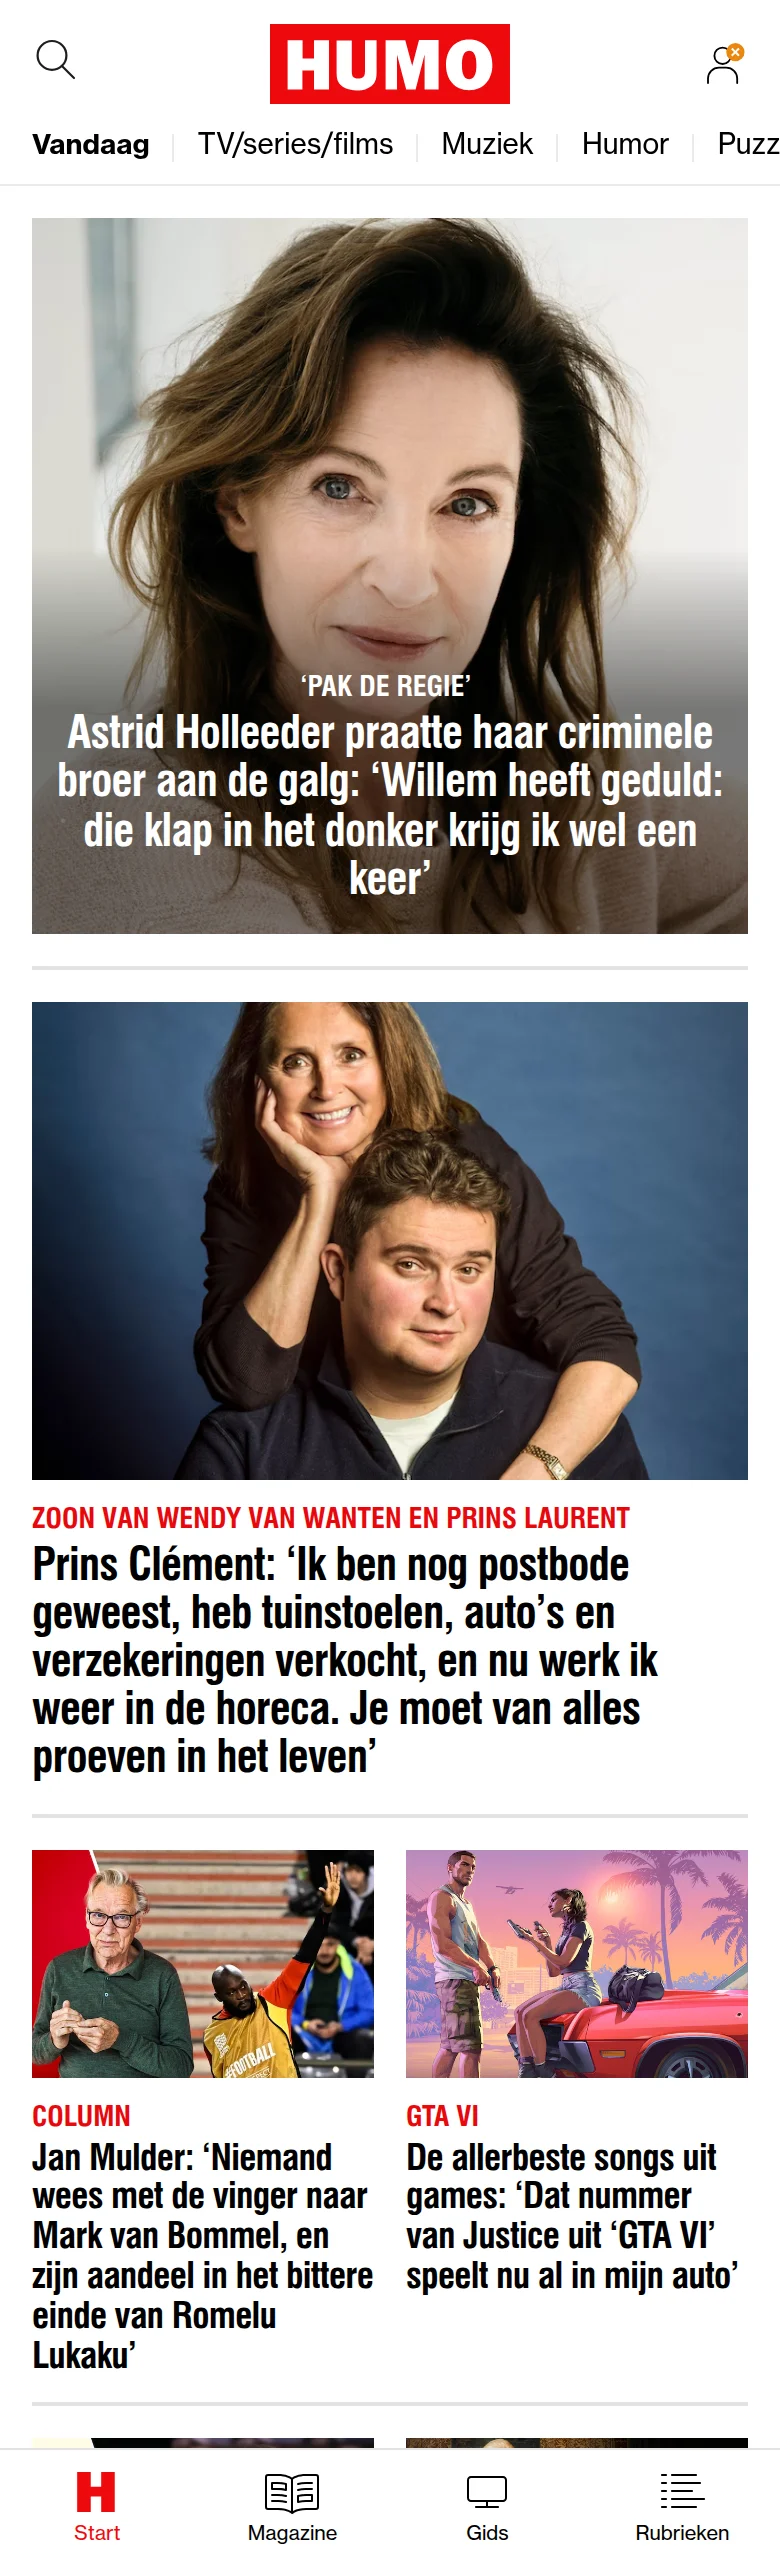 HUMO
Vandaag
TV/series/films
Muziek
Humor
Puzz
‘PAK DE REGIE’
Astrid Holleeder praatte haar criminele
broer aan de galg: ‘Willem heeft geduld:
die klap in het donker krijg ik wel een
keer’
ZOON VAN WENDY VAN WANTEN EN PRINS LAURENT
Prins Clément: ‘Ik ben nog postbode
geweest, heb tuinstoelen, auto’s en
verzekeringen verkocht, en nu werk ik
weer in de horeca. Je moet van alles
proeven in het leven’
#FOOTBALL
COLUMN
Jan Mulder: ‘Niemand
wees met de vinger naar
Mark van Bommel, en
zijn aandeel in het bittere
einde van Romelu
Lukaku’
GTA VI
De allerbeste songs uit
games: ‘Dat nummer
van Justice uit ‘GTA VI’
speelt nu al in mijn auto’
H
Start
Magazine
Gids
Rubrieken